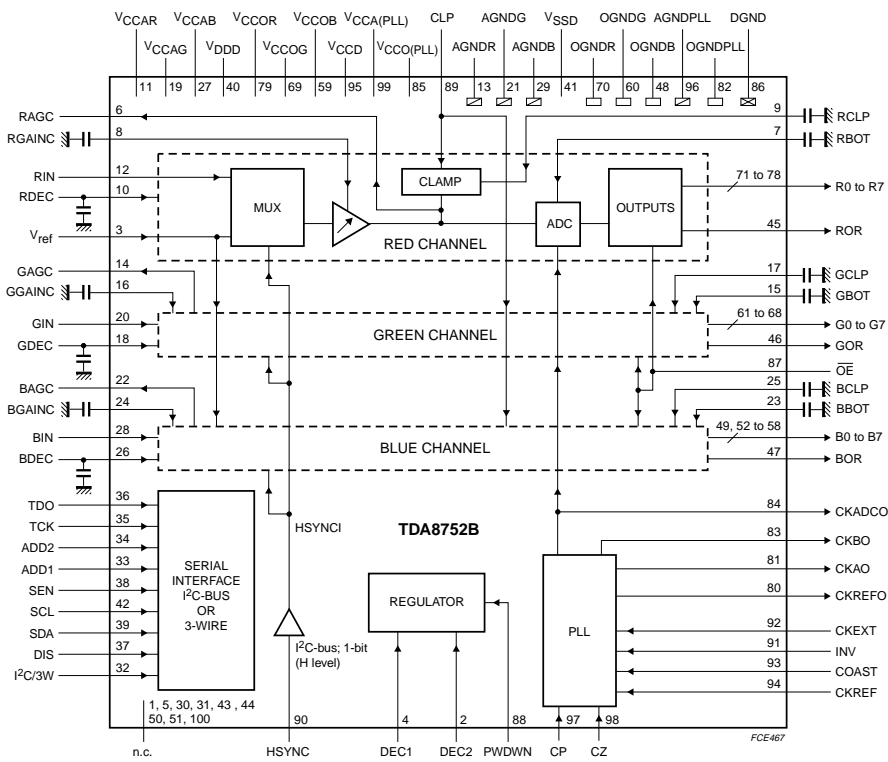 VCCAR VCCAB VCCOR VCCOB VCCA(PLL) CLP AGNDG VSSD OGNDG AGNDPLL DGND
VCCAG VDDD VCCOG VCCD VCCO(PLL) AGNDR AGNDB OGNDR OGNDB OGNDPLL
11 19 27 40 79 69 59 95 99 85 89 13 21 29 41 70 60 48 96 82 86
RAGC 6 9 RCLP
RGAINC 8 7 RBOT
RIN 12
RDEC 10
Vref 3
MUX
CLAMP
ADC
OUTPUTS
RED CHANNEL
71 to 78 R0 to R7
45 ROR
GAGC 14 17 GCLP
GGAINC 16 15 GBOT
GIN 20 61 to 68 G0 to G7
GREEN CHANNEL
GDEC 18 46 GOR
87 OE
BAGC 22 25 BCLP
BGAINC 24 23 BBOT
BIN 28 49, 52 to 58 B0 to B7
BLUE CHANNEL
BDEC 26 47 BOR
TDO 36
TCK 35
ADD2 34
ADD1 33
SEN 38
SCL 42
SDA 39
DIS 37
I2C/3W 32
SERIAL
INTERFACE
I2C-BUS
OR
3-WIRE
HSYNCI
TDA8752B
I2C-bus; 1-bit
(H level)
REGULATOR
PLL
84 CKADCO
83 CKBO
81 CKAO
80 CKREFO
92 CKEXT
91 INV
93 COAST
94 CKREF
1, 5, 30, 31, 43 , 44
50, 51, 100
90 4 2 88 97 98
n.c. HSYNC DEC1 DEC2 PWDWN CP CZ
FCE467